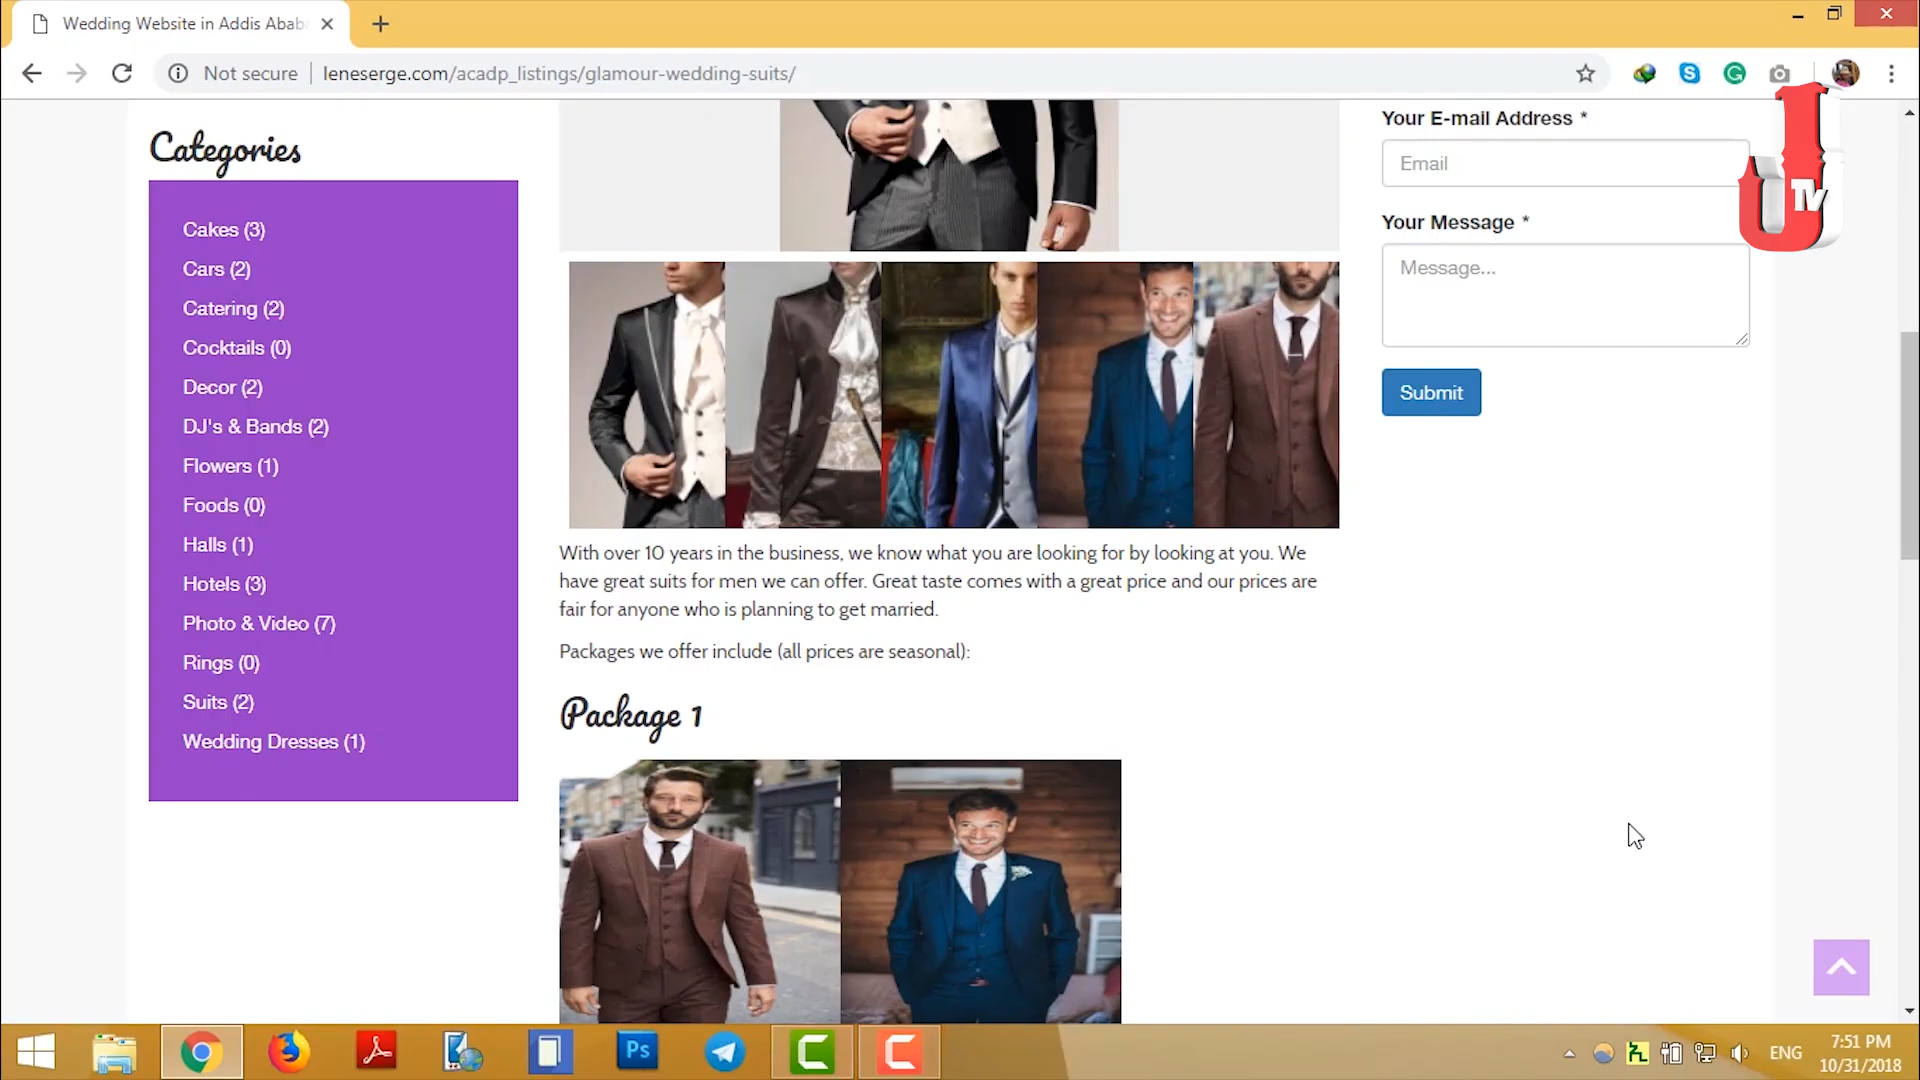 Wedding Website in Addis Abab
Not secure
leneserge.com/acadp_listings/glamour-wedding-suits/
Categories
Cakes (3)
Cars (2)
Catering (2)
Cocktails (0)
Decor (2)
DJ's & Bands (2)
Flowers (1)
Foods (0)
Halls (1)
Hotels (3)
Photo & Video (7)
Rings (0)
Suits (2)
Wedding Dresses (1)
With over 10 years in the business, we know what you are looking for by looking at you. We
have great suits for men we can offer. Great taste comes with a great price and our prices are
fair for anyone who is planning to get married.
Packages we offer include (all prices are seasonal):
Package 1
Your E-mail Address *
Email
Your Message *
Message...
Submit
TV
Ps
ENG
7:51 PM
10/31/2018